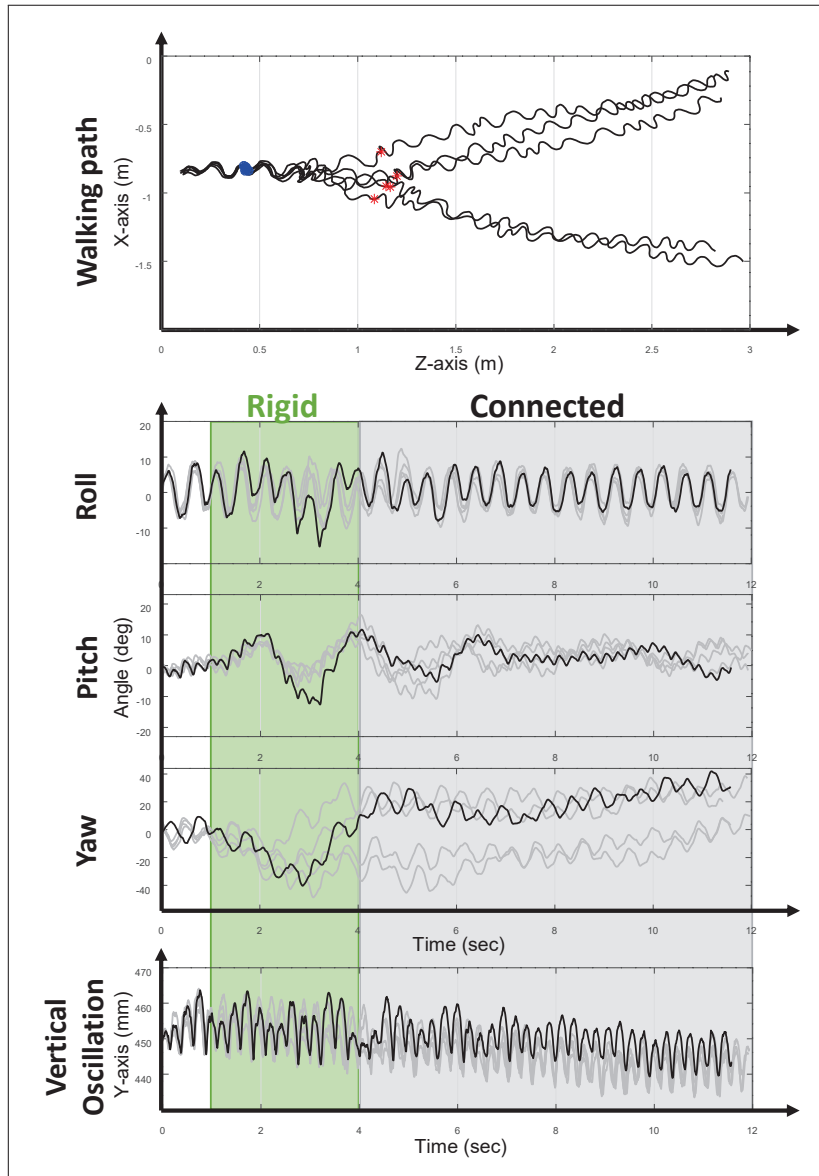 Walking path
X-axis (m)
0
-0.5
-1
-1.5
0 0.5 1 1.5 2 2.5 3
Z-axis (m)
Rigid Connected
Roll
20
10
0
-10
0 2 4 6 8 10 12
Pitch
Angle (deg)
20
10
0
-10
-20
0 2 4 6 8 10 12
Yaw
40
20
0
-20
-40
2 4 6 8 10 12
Time (sec)
Vertical
Oscillation
Y-axis (mm)
470
460
450
440
0 2 4 6 8 10 12
Time (sec)